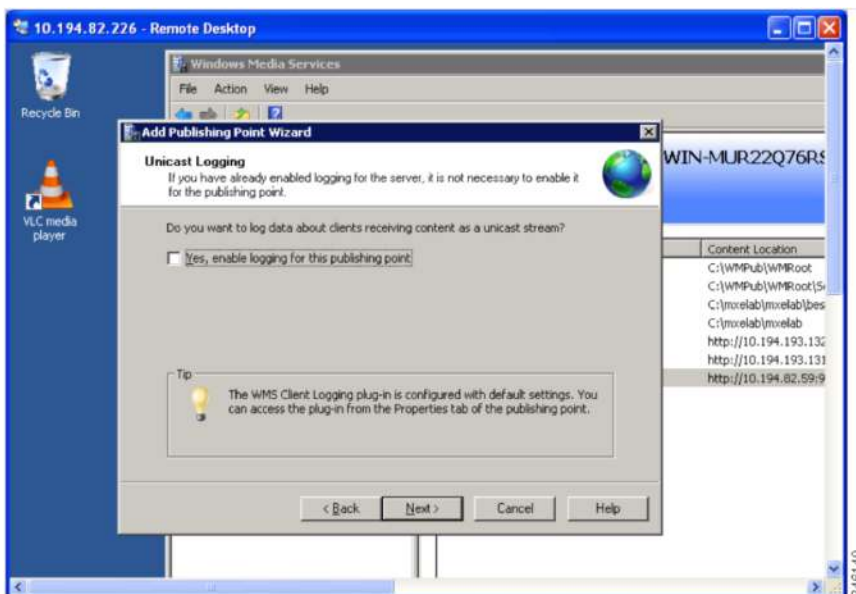 10.194.82.226 - Remote Desktop
Recycle Bin
VLC media
player
Windows Media Services
File Action View Help
Add Publishing Point Wizard
Unicast Logging
If you have already enabled logging for the server, it is not necessary to enable it
for the publishing point.
Do you want to log data about clients receiving content as a unicast stream?
Yes, enable logging for this publishing point
Tip
The WMS Client Logging plug-in is configured with default settings. You
can access the plug-in from the Properties tab of the publishing point.
< Back Next > Cancel Help
WIN-MUR22Q76RS
Content Location
C:\WMPub\WMRoot
C:\WMPub\WMRoot\S
C:\mxelab\mxelab\bes
C:\mxelab\mxelab
http://10.194.193.132
http://10.194.193.131
http://10.194.82.59:9